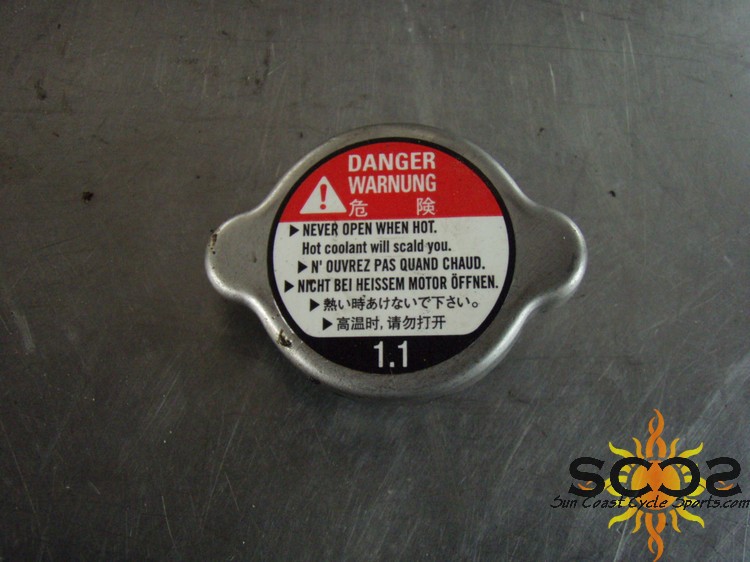 DANGER
WARNUNG
危 険
▶ NEVER OPEN WHEN HOT.
Hot coolant will scald you.
▶ N' OUVREZ PAS QUAND CHAUD.
▶ NICHT BEI HEISSEM MOTOR ÖFFNEN.
▶ 熱い時あけないで下さい。
▶ 高温时, 请勿打开
1.1
SCCS
Sun Coast Cycle Sports.com